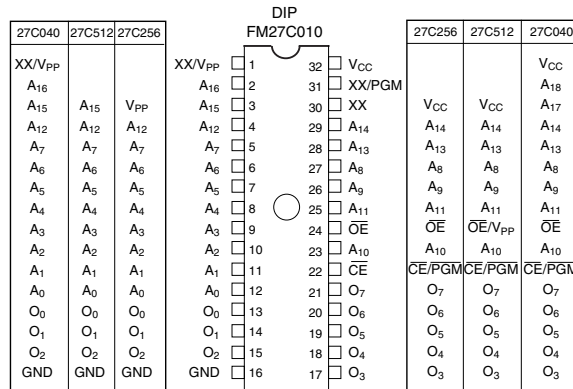 DIP
27C040 27C512 27C256 FM27C010 27C256 27C512 27C040
XX/VPP XX/VPP 1 32 VCC VCC
A16 A16 2 31 XX/PGM A18
A15 A15 VPP A15 3 30 XX VCC VCC A17
A12 A12 A12 A12 4 29 A14 A14 A14 A14
A7 A7 A7 A7 5 28 A13 A13 A13 A13
A6 A6 A6 A6 6 27 A8 A8 A8 A8
A5 A5 A5 A5 7 26 A9 A9 A9 A9
A4 A4 A4 A4 8 25 A11 A11 A11 A11
A3 A3 A3 A3 9 24 OE OE OE/VPP OE
A2 A2 A2 A2 10 23 A10 A10 A10 A10
A1 A1 A1 A1 11 22 CE CE/PGM CE/PGM CE/PGM
A0 A0 A0 A0 12 21 O7 O7 O7 O7
O0 O0 O0 O0 13 20 O6 O6 O6 O6
O1 O1 O1 O1 14 19 O5 O5 O5 O5
O2 O2 O2 O2 15 18 O4 O4 O4 O4
GND GND GND GND 16 17 O3 O3 O3 O3